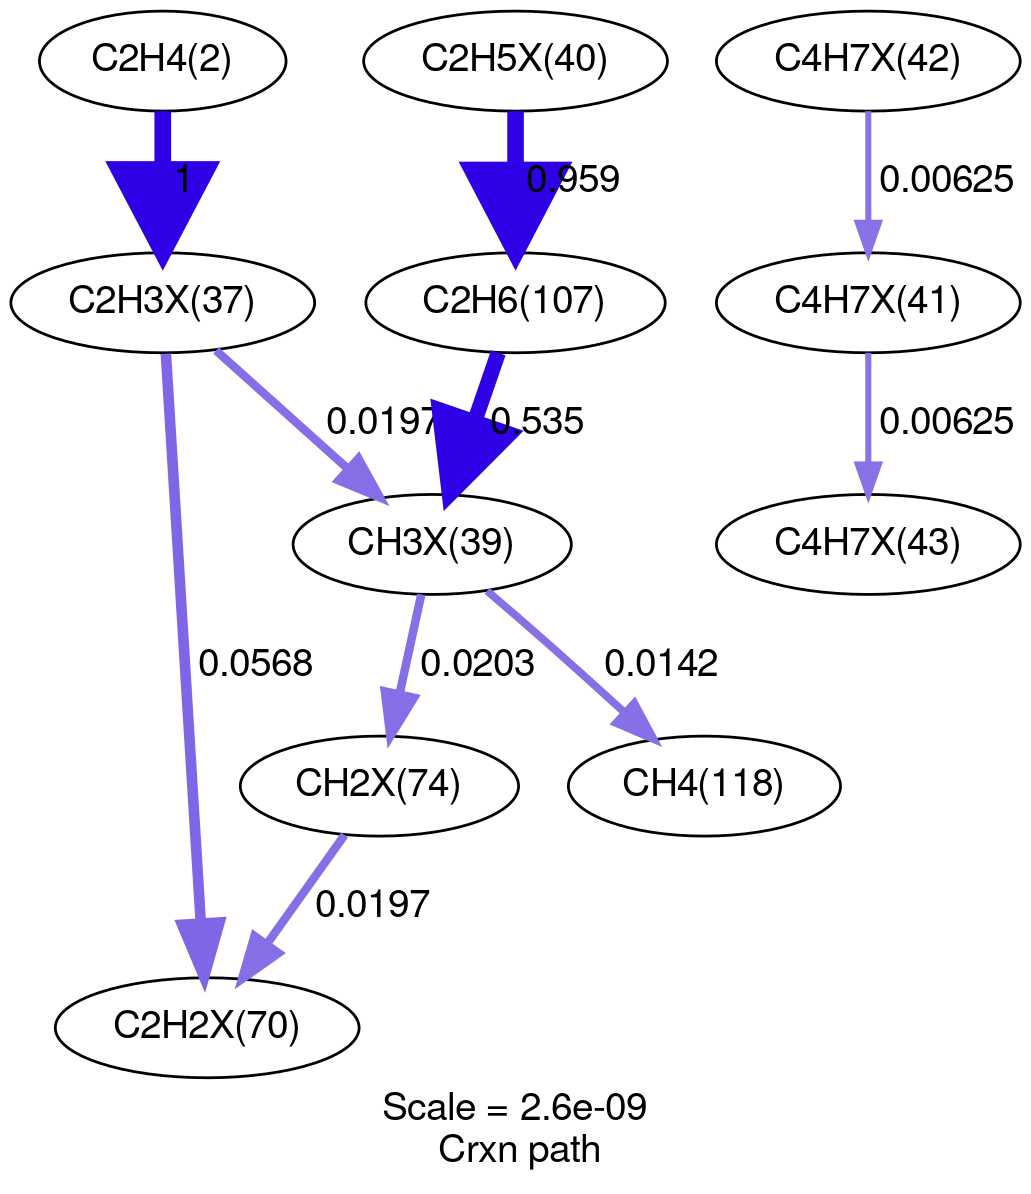 C2H4(2)
C2H5X(40)
C4H7X(42)
1
0.959
0.00625
C2H3X(37)
C2H6(107)
C4H7X(41)
0.0197
0.535
0.00625
CH3X(39)
C4H7X(43)
0.0568
0.0203
0.0142
CH2X(74)
CH4(118)
0.0197
C2H2X(70)
Scale = 2.6e-09
Crxn path